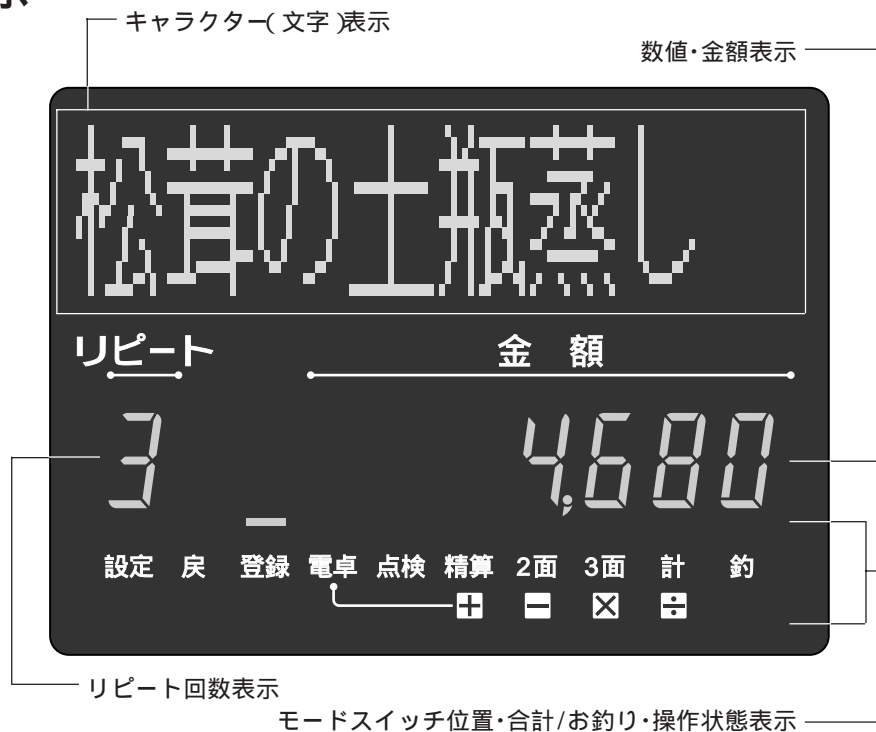 キャラクター(文字)表示
数値・金額表示
松茸の土瓶蒸し
リピート 金 額
3 4,680
設定 戻 登録 電卓 点検 精算 2面 3面 計 釣
+ − × ÷
リピート回数表示
モードスイッチ位置・合計/お釣り・操作状態表示